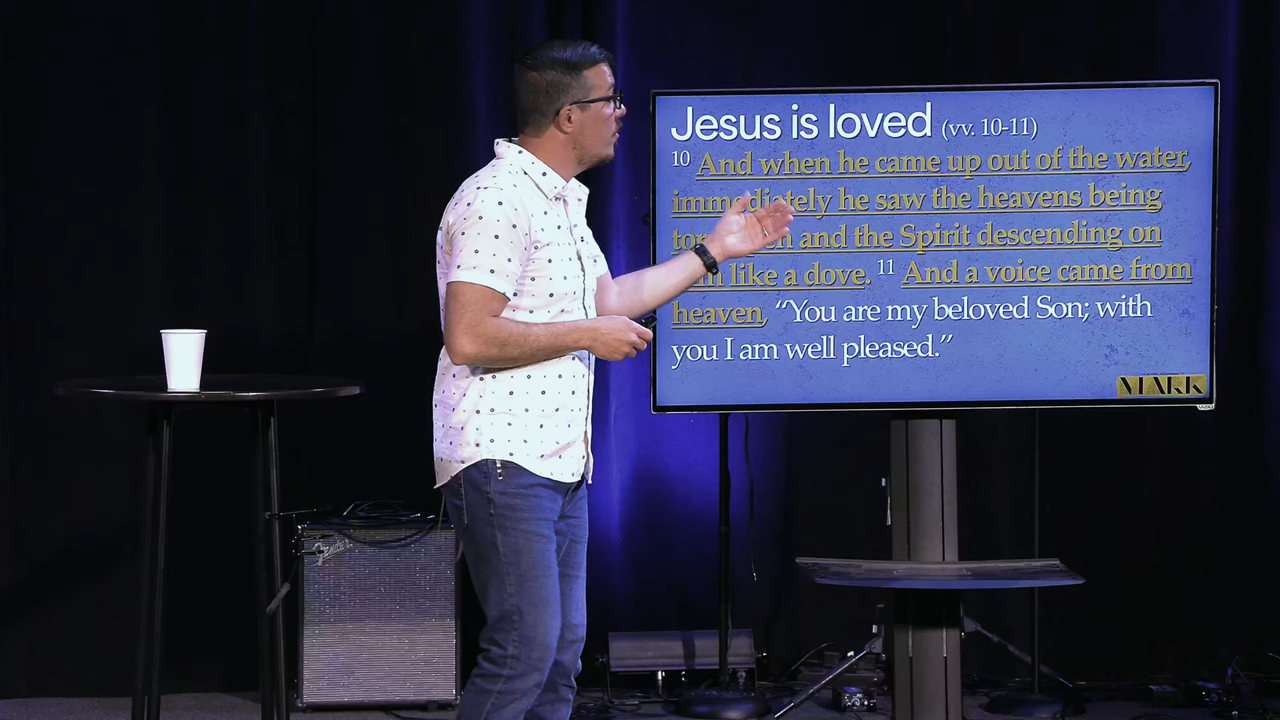 Jesus is loved (vv. 10-11)
10 And when he came up out of the water,
immediately he saw the heavens being
and the Spirit descending on
like a dove. 11 And a voice came from
heaven, “You are my beloved Son; with
you I am well pleased.”
MARK
Fender
VIZIO